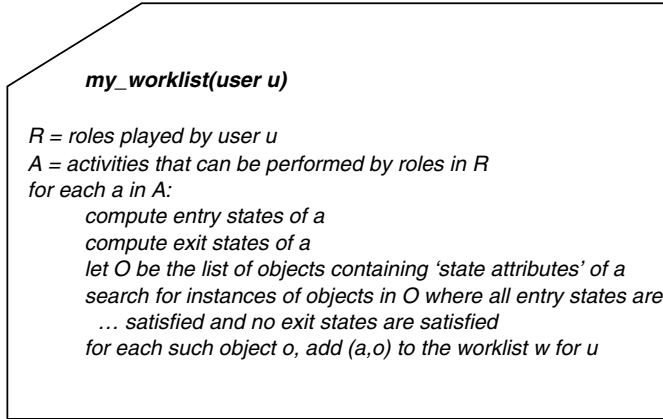 my_worklist(user u)
R = roles played by user u
A = activities that can be performed by roles in R
for each a in A:
compute entry states of a
compute exit states of a
let O be the list of objects containing ‘state attributes’ of a
search for instances of objects in O where all entry states are
… satisfied and no exit states are satisfied
for each such object o, add (a,o) to the worklist w for u